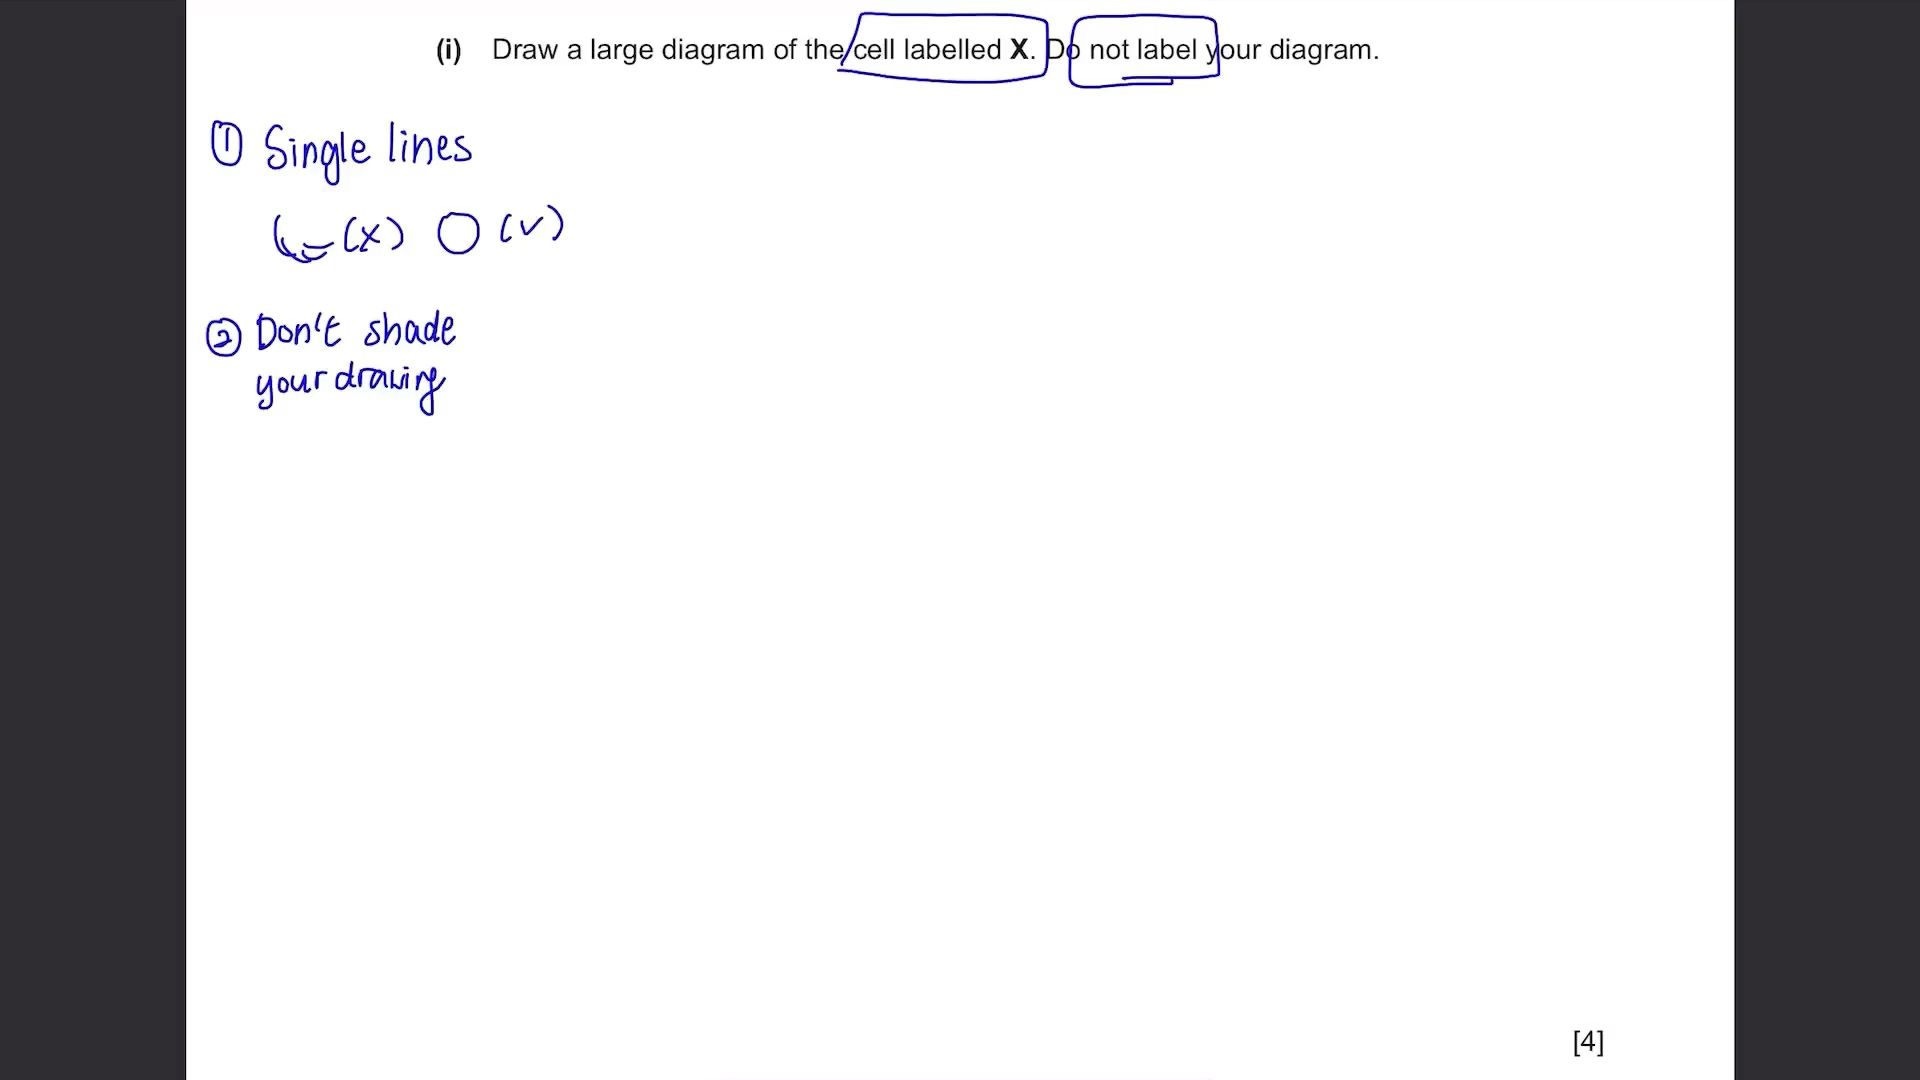 (i) Draw a large diagram of the cell labelled X. Do not label your diagram.
① Single lines
(x) (✓)
② Don't shade
your drawing
[4]